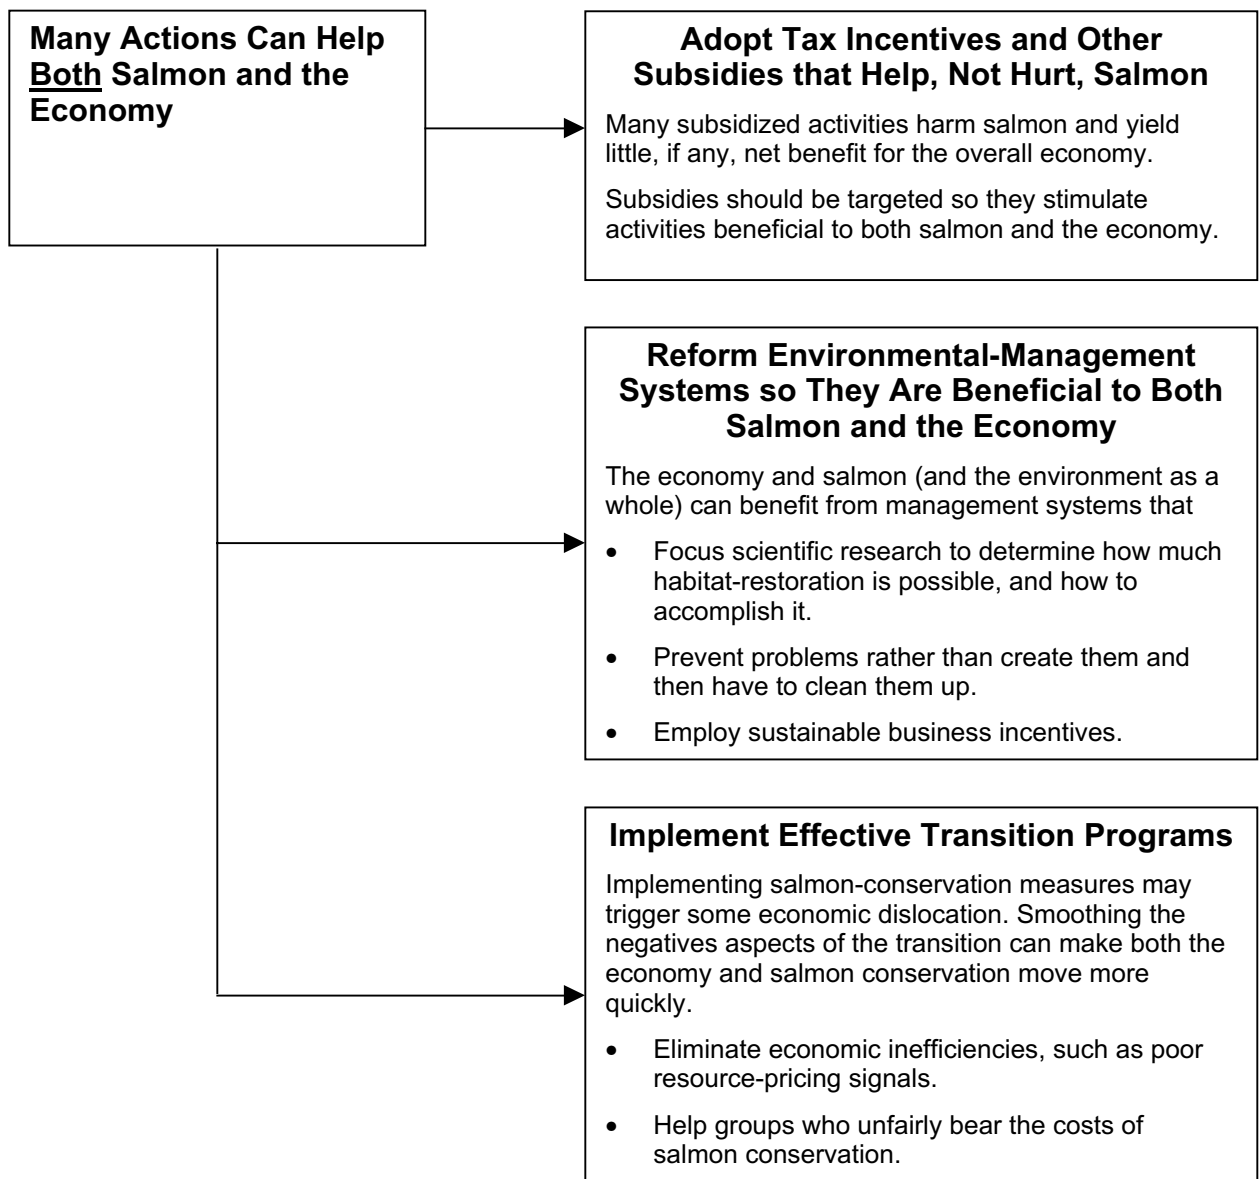 Many Actions Can Help
Both Salmon and the
Economy
Adopt Tax Incentives and Other
Subsidies that Help, Not Hurt, Salmon
Many subsidized activities harm salmon and yield
little, if any, net benefit for the overall economy.
Subsidies should be targeted so they stimulate
activities beneficial to both salmon and the economy.
Reform Environmental-Management
Systems so They Are Beneficial to Both
Salmon and the Economy
The economy and salmon (and the environment as a
whole) can benefit from management systems that
• Focus scientific research to determine how much
habitat-restoration is possible, and how to
accomplish it.
• Prevent problems rather than create them and
then have to clean them up.
• Employ sustainable business incentives.
Implement Effective Transition Programs
Implementing salmon-conservation measures may
trigger some economic dislocation. Smoothing the
negatives aspects of the transition can make both the
economy and salmon conservation move more
quickly.
• Eliminate economic inefficiencies, such as poor
resource-pricing signals.
• Help groups who unfairly bear the costs of
salmon conservation.